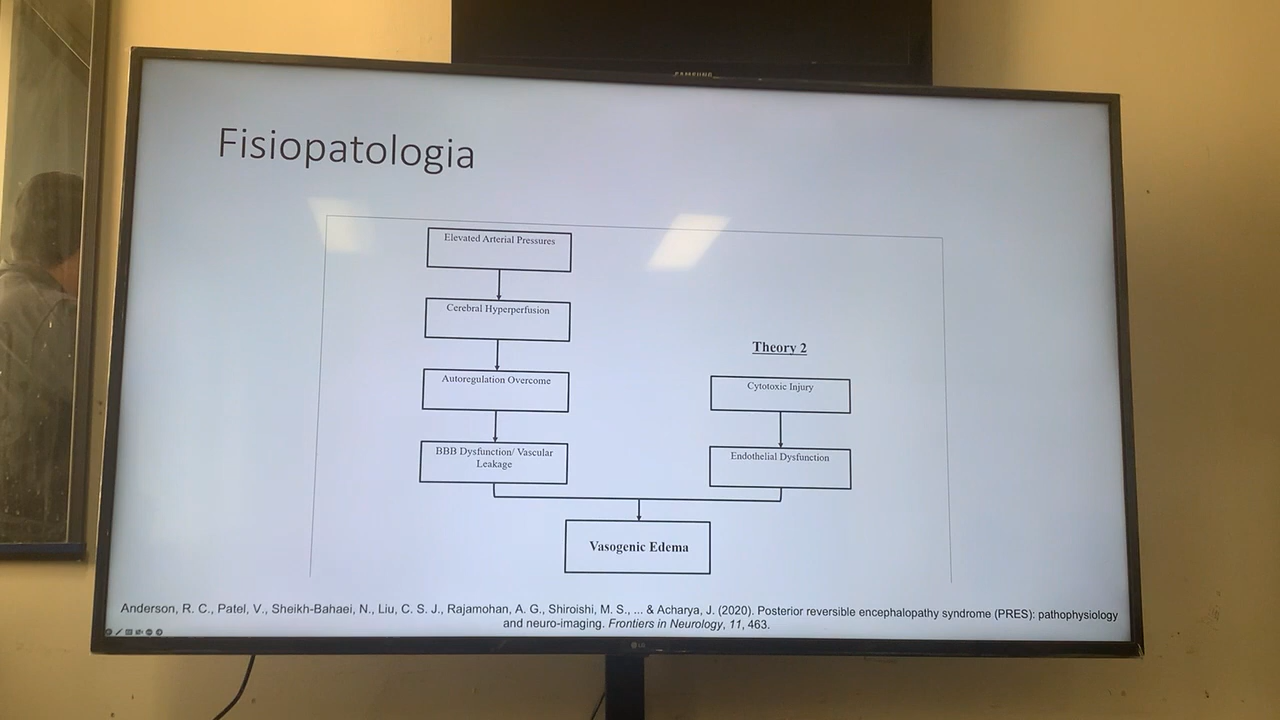 SAMSUNG
Fisiopatologia
Elevated Arterial Pressures
Cerebral Hyperperfusion
Autoregulation Overcome
BBB Dysfunction/ Vascular
Leakage
Theory 2
Cytotoxic Injury
Endothelial Dysfunction
Vasogenic Edema
Anderson, R. C., Patel, V., Sheikh-Bahaei, N., Liu, C. S. J., Rajamohan, A. G., Shiroishi, M. S., ... & Acharya, J. (2020). Posterior reversible encephalopathy syndrome (PRES): pathophysiology
and neuro-imaging. Frontiers in Neurology, 11, 463.
LG